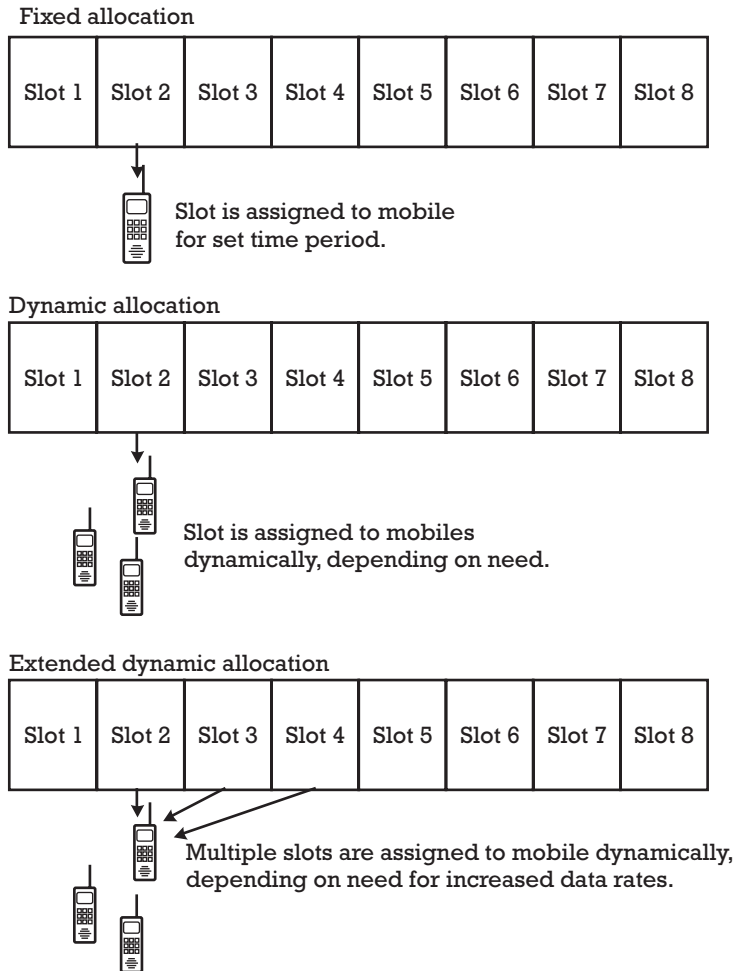 Fixed allocation
Slot 1 Slot 2 Slot 3 Slot 4 Slot 5 Slot 6 Slot 7 Slot 8
Slot is assigned to mobile
for set time period.
Dynamic allocation
Slot 1 Slot 2 Slot 3 Slot 4 Slot 5 Slot 6 Slot 7 Slot 8
Slot is assigned to mobiles
dynamically, depending on need.
Extended dynamic allocation
Slot 1 Slot 2 Slot 3 Slot 4 Slot 5 Slot 6 Slot 7 Slot 8
Multiple slots are assigned to mobile dynamically,
depending on need for increased data rates.